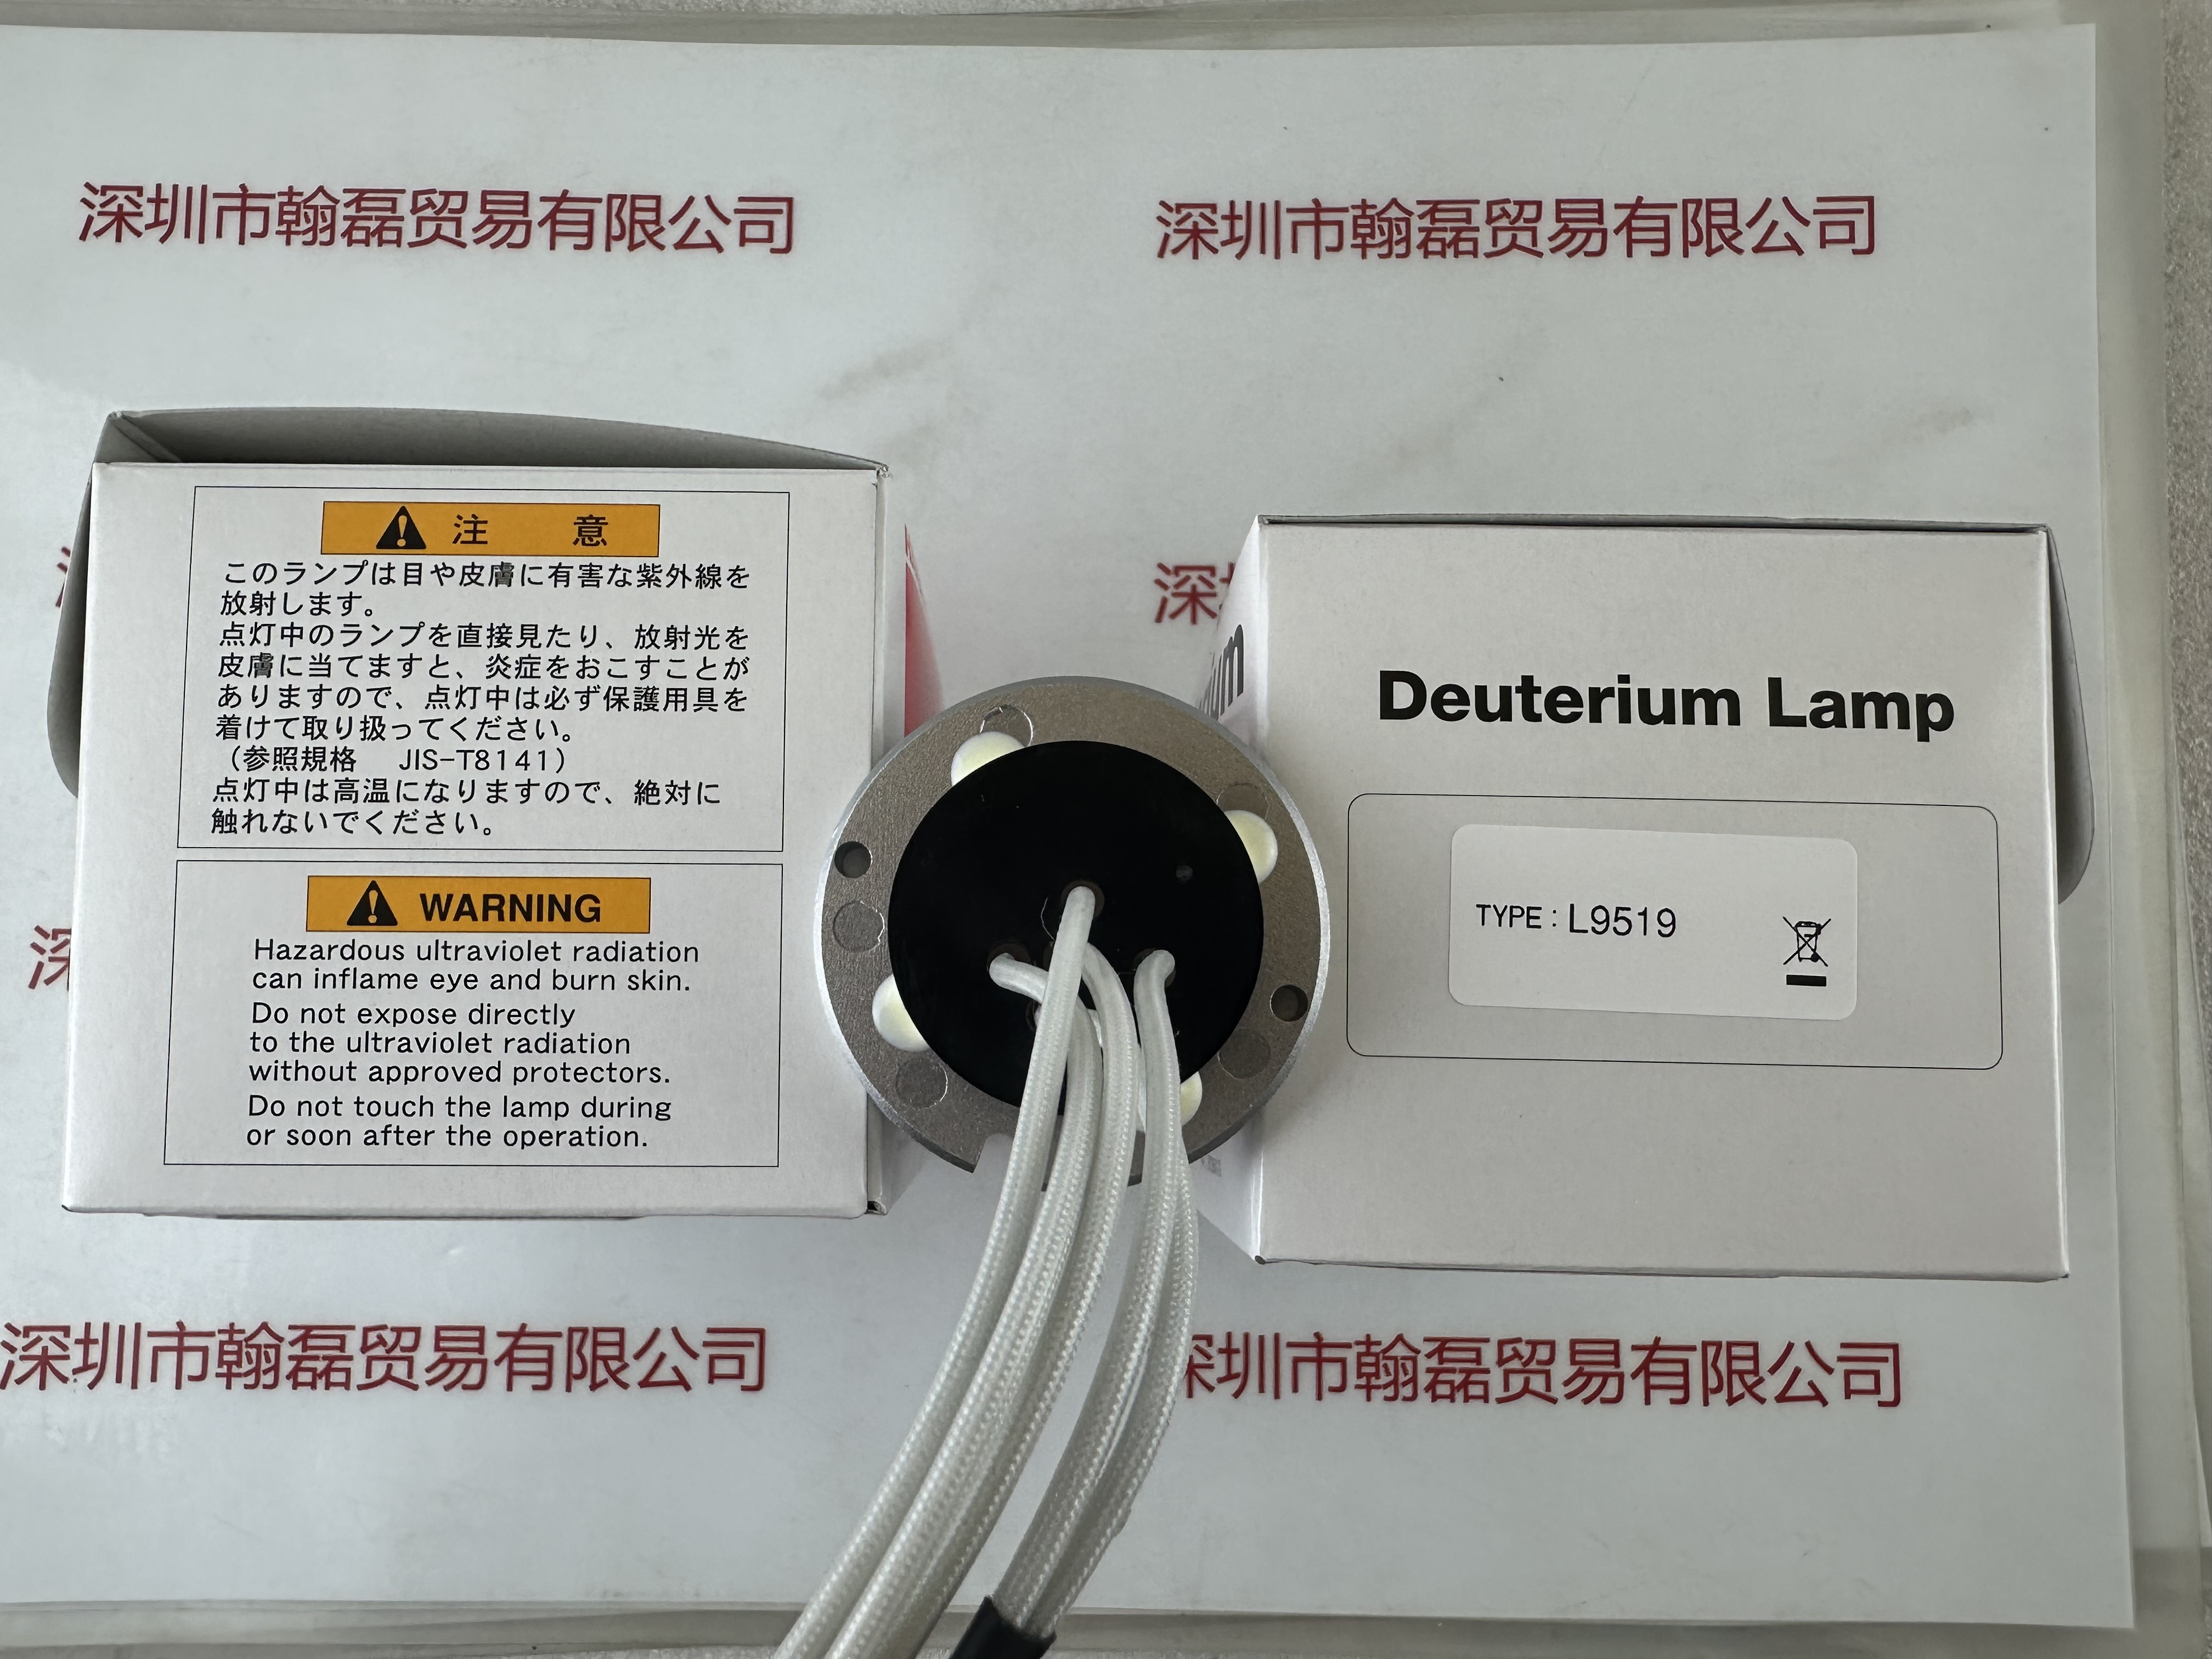 深圳市翰磊贸易有限公司
深圳市翰磊贸易有限公司
注 意
このランプは目や皮膚に有害な紫外線を
放射します。
点灯中のランプを直接見たり、放射光を
皮膚に当てますと、炎症をおこすことが
ありますので、点灯中は必ず保護用具を
着けて取り扱ってください。
（参照規格 JIS-T8141）
点灯中は高温になりますので、絶対に
触れないでください。
WARNING
Hazardous ultraviolet radiation
can inflame eye and burn skin.
Do not expose directly
to the ultraviolet radiation
without approved protectors.
Do not touch the lamp during
or soon after the operation.
深
Deuterium Lamp
TYPE : L9519
深圳市翰磊贸易有限公司
深圳市翰磊贸易有限公司